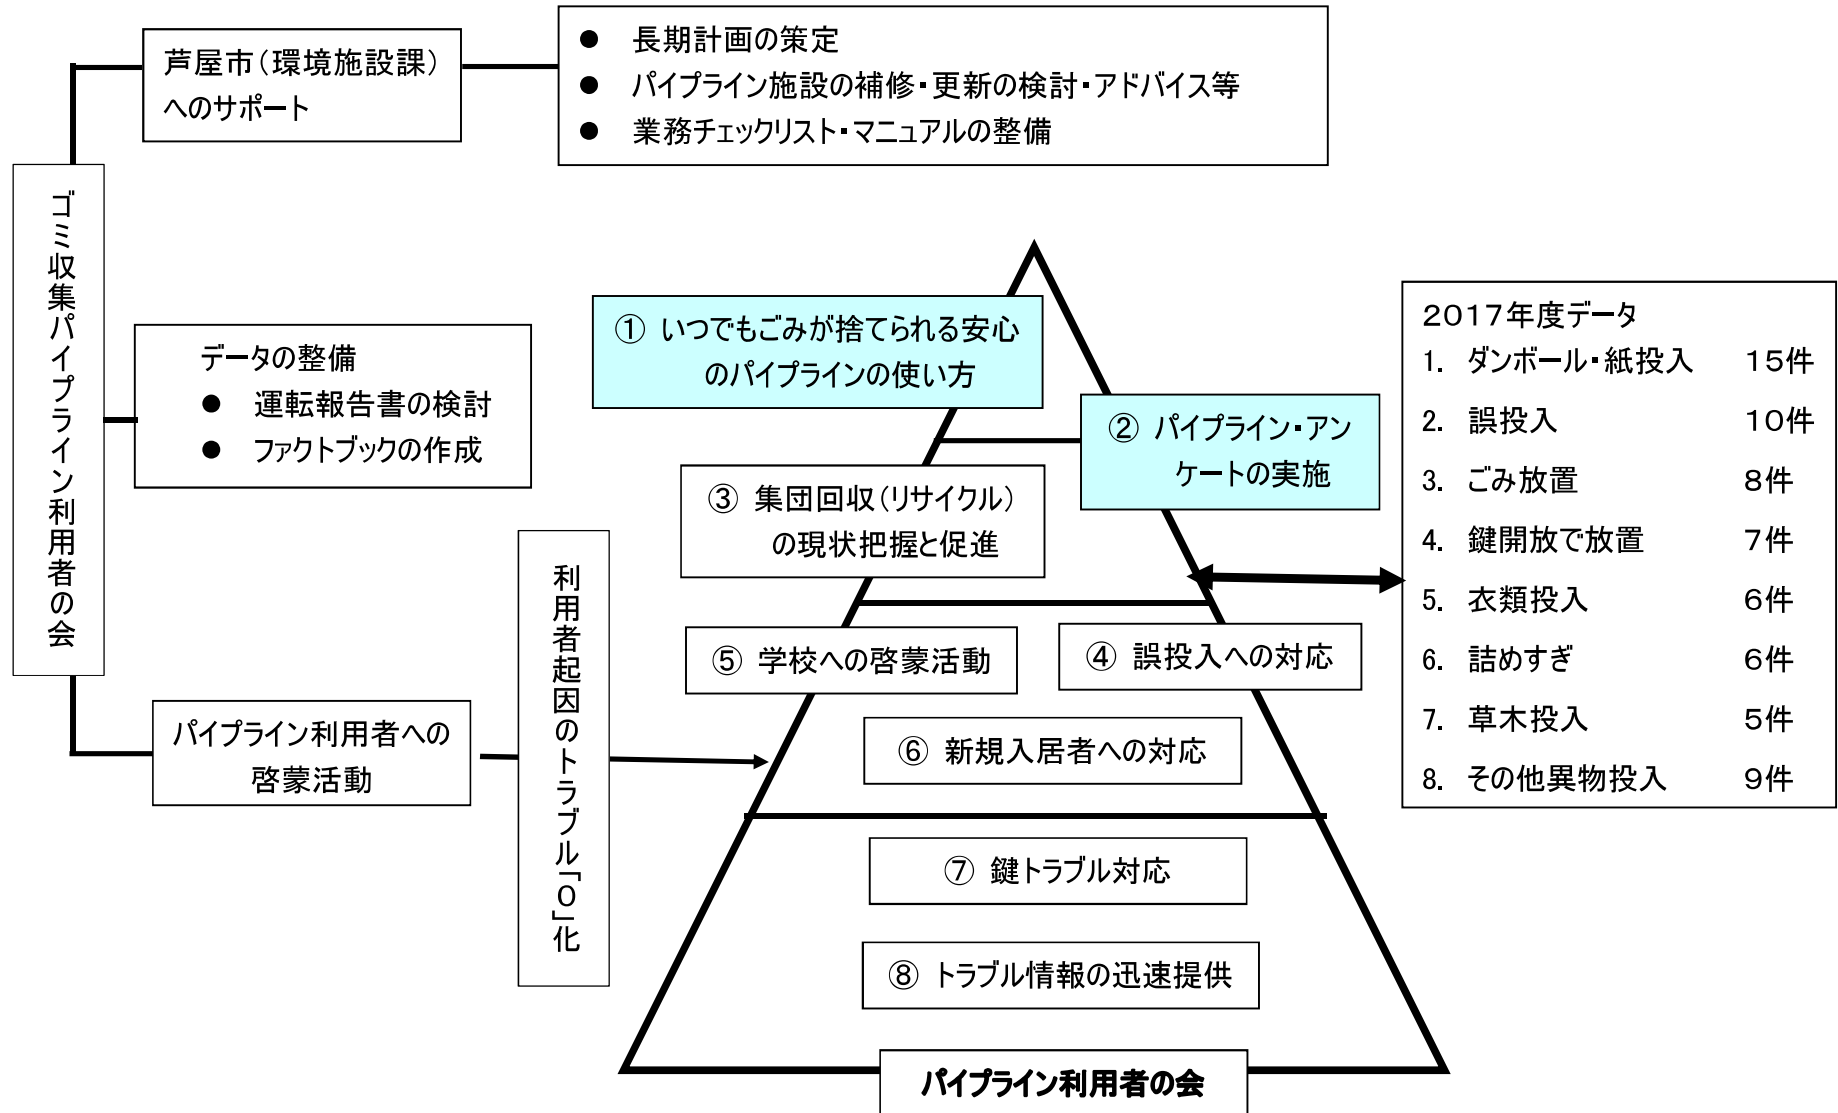 芦屋市（環境施設課）
へのサポート
● 長期計画の策定
● パイプライン施設の補修・更新の検討・アドバイス等
● 業務チェックリスト・マニュアルの整備
ゴミ収集パイプライン利用者の会
データの整備
● 運転報告書の検討
● ファクトブックの作成
パイプライン利用者への
啓蒙活動
利用者起因のトラブル「０」化
① いつでもごみが捨てられる安心
のパイプラインの使い方
② パイプライン・アン
ケートの実施
③ 集団回収（リサイクル）
の現状把握と促進
⑤ 学校への啓蒙活動
④ 誤投入への対応
⑥ 新規入居者への対応
⑦ 鍵トラブル対応
⑧ トラブル情報の迅速提供
パイプライン利用者の会
２０１７年度データ
1. ダンボール・紙投入 １５件
2. 誤投入 １０件
3. ごみ放置 ８件
4. 鍵開放で放置 ７件
5. 衣類投入 ６件
6. 詰めすぎ ６件
7. 草木投入 ５件
8. その他異物投入 ９件